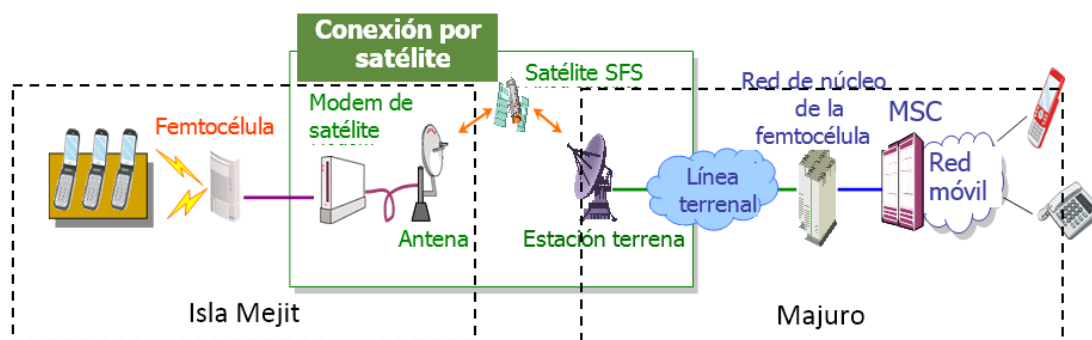 Conexión por
satélite
Satélite SFS
Modem de
satélite
Femtocélula
Antena
Estación terrena
Línea
terrenal
Red de núcleo
de la
femtocélula
MSC
Red
móvil
Isla Mejit
Majuro